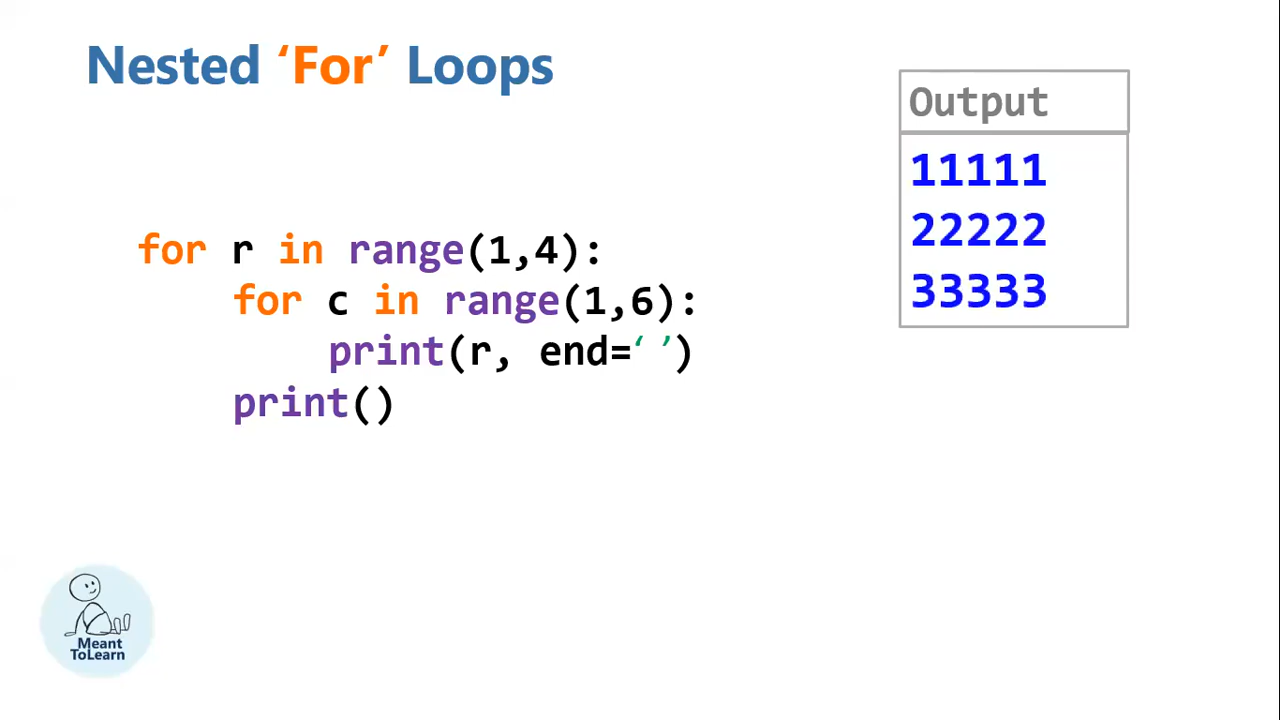 Nested ‘For’ Loops
for r in range(1,4):
    for c in range(1,6):
        print(r, end=‘ ’)
    print()
Output
11111
22222
33333
Meant
ToLearn